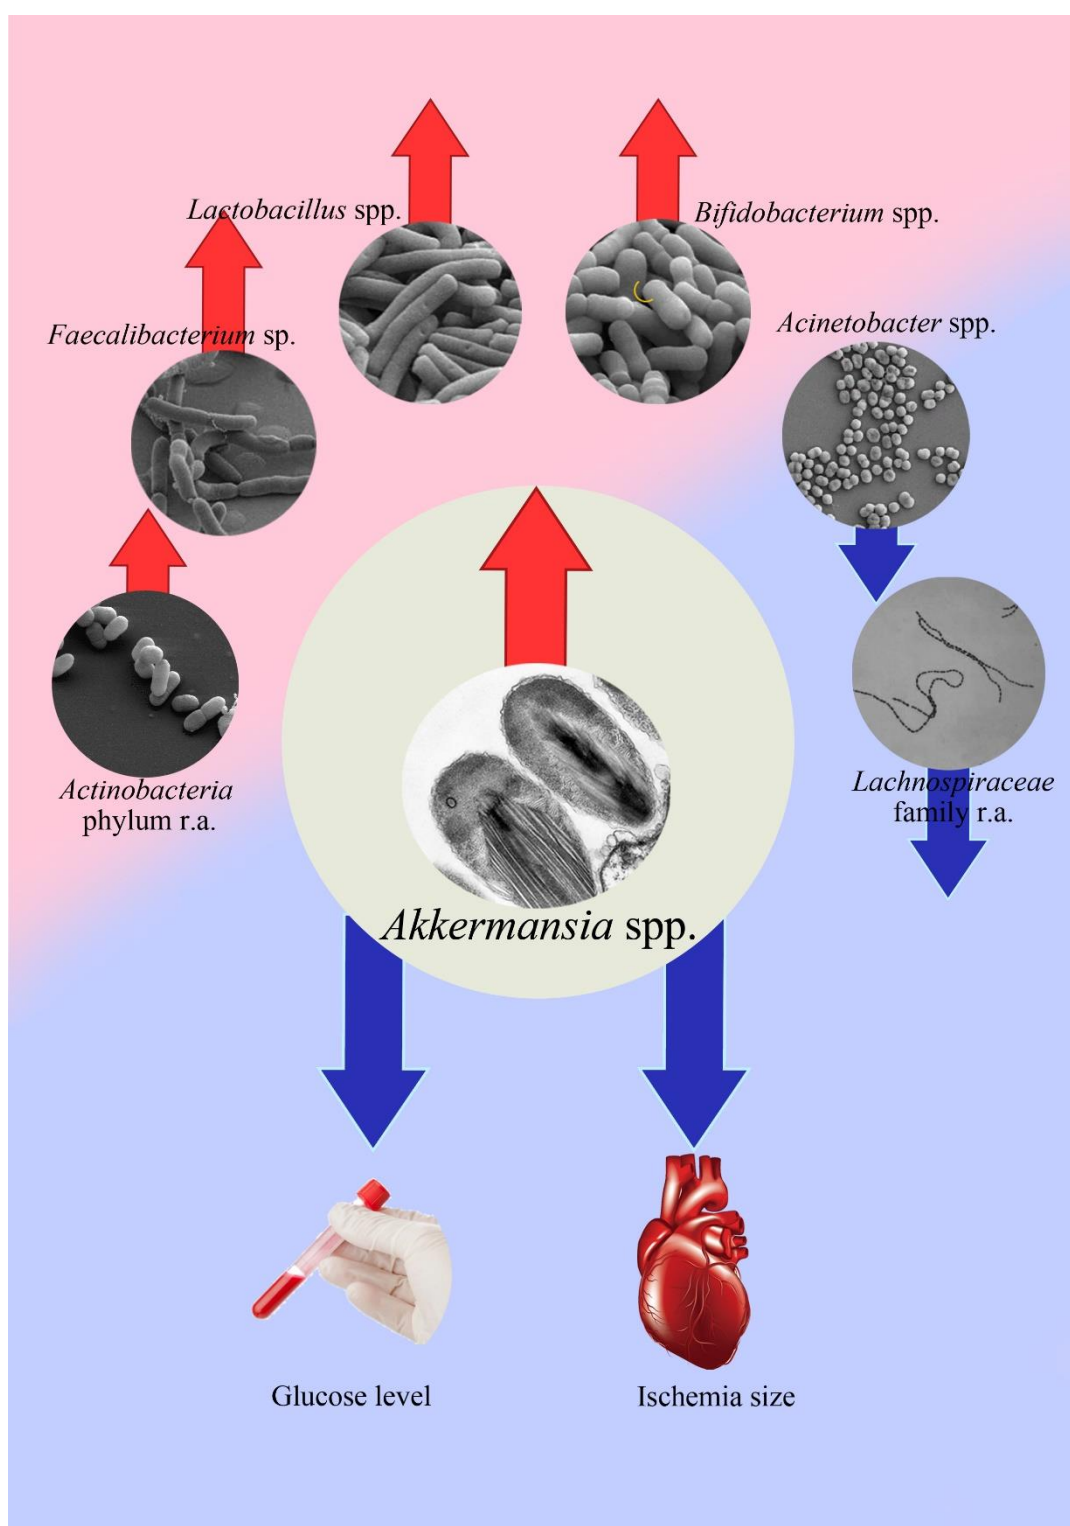 Lactobacillus spp.
Bifidobacterium spp.
Faecalibacterium sp.
Acinetobacter spp.
Actinobacteria
phylum r.a.
Lachnospiraceae
family r.a.
Akkermansia spp.
Glucose level
Ischemia size